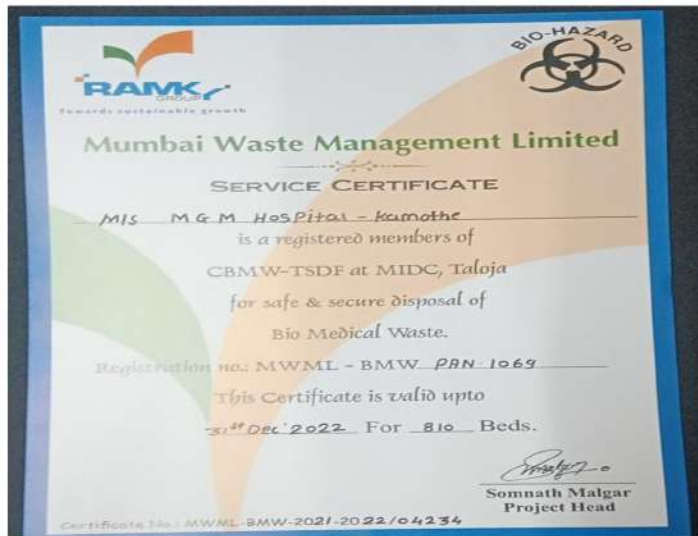 BIO-HAZARD
RAMKY
GROUP
Towards sustainable growth
Mumbai Waste Management Limited
SERVICE CERTIFICATE
M/s M G M Hospital - Kamothe
is a registered members of
CBMW-TSDF at MIDC, Taloja
for safe & secure disposal of
Bio Medical Waste.
Registration no.: MWML - BMW PAN 1069
This Certificate is valid upto
31st Dec' 2022 For 810 Beds.
Somnath Malgar
Project Head
Certificate No.: MWML-BMW-2021-2022/04234